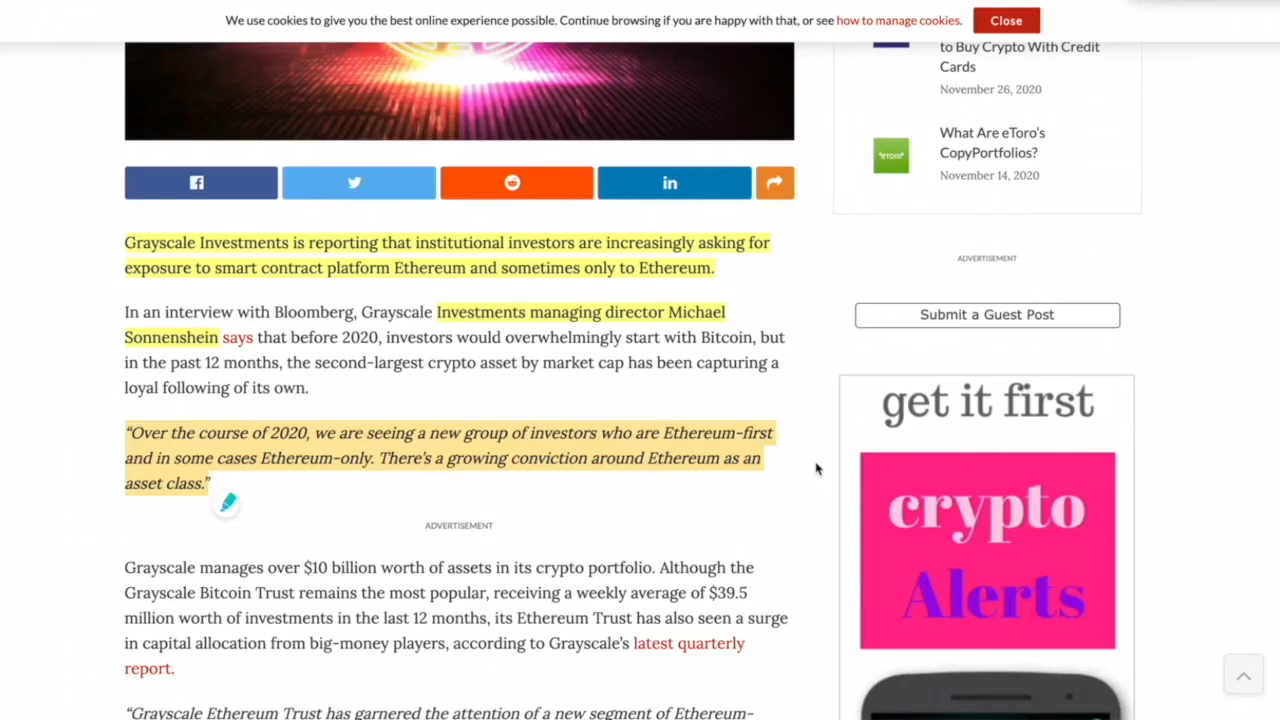 We use cookies to give you the best online experience possible. Continue browsing if you are happy with that, or see how to manage cookies.
Close
to Buy Crypto With Credit
Cards
November 26, 2020
What Are eToro's
CopyPortfolios?
November 14, 2020
eTORO
Grayscale Investments is reporting that institutional investors are increasingly asking for
exposure to smart contract platform Ethereum and sometimes only to Ethereum.
In an interview with Bloomberg, Grayscale Investments managing director Michael
Sonnenshein says that before 2020, investors would overwhelmingly start with Bitcoin, but
in the past 12 months, the second-largest crypto asset by market cap has been capturing a
loyal following of its own.
“Over the course of 2020, we are seeing a new group of investors who are Ethereum-first
and in some cases Ethereum-only. There’s a growing conviction around Ethereum as an
asset class.”
ADVERTISEMENT
Grayscale manages over $10 billion worth of assets in its crypto portfolio. Although the
Grayscale Bitcoin Trust remains the most popular, receiving a weekly average of $39.5
million worth of investments in the last 12 months, its Ethereum Trust has also seen a surge
in capital allocation from big-money players, according to Grayscale’s latest quarterly
report.
“Grayscale Ethereum Trust has garnered the attention of a new segment of Ethereum-
ADVERTISEMENT
Submit a Guest Post
get it first
crypto
Alerts